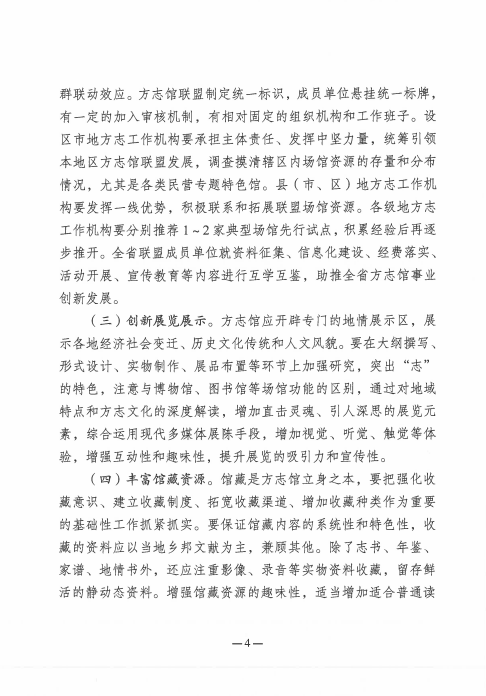 群联动效应。方志馆联盟制定统一标识，成员单位悬挂统一标牌，
有一定的加入审核机制，有相对固定的组织机构和工作班子。设
区市地方志工作机构要承担主体责任、发挥中坚力量，统筹引领
本地区方志馆联盟发展，调查摸清辖区内场馆资源的存量和分布
情况，尤其是各类民营专题特色馆。县（市、区）地方志工作机
构要发挥一线优势，积极联系和拓展联盟场馆资源。各级地方志
工作机构要分别推荐1～2家典型场馆先行试点，积累经验后再逐
步推开。全省联盟成员单位就资料征集、信息化建设、经费落实、
活动开展、宣传教育等内容进行互学互鉴，助推全省方志馆事业
创新发展。
（三）创新展览展示。方志馆应开辟专门的地情展示区，展
示各地经济社会变迁、历史文化传统和人文风貌。要在大纲撰写、
形式设计、实物制作、展品布置等环节上加强研究，突出“志”
的特色，注意与博物馆、图书馆等场馆功能的区别，通过对地域
特点和方志文化的深度解读，增加直击灵魂、引人深思的展览元
素，综合运用现代多媒体展陈手段，增加视觉、听觉、触觉等体
验，增强互动性和趣味性，提升展览的吸引力和宣传性。
（四）丰富馆藏资源。馆藏是方志馆立身之本，要把强化收
藏意识、建立收藏制度、拓宽收藏渠道、增加收藏种类作为重要
的基础性工作抓紧抓实。要保证馆藏内容的系统性和特色性，收
藏的资料应以当地乡邦文献为主，兼顾其他。除了志书、年鉴、
家谱、地情书外，还应注重影像、录音等实物资料收藏，留存鲜
活的静动态资料。增强馆藏资源的趣味性，适当增加适合普通读
—4—